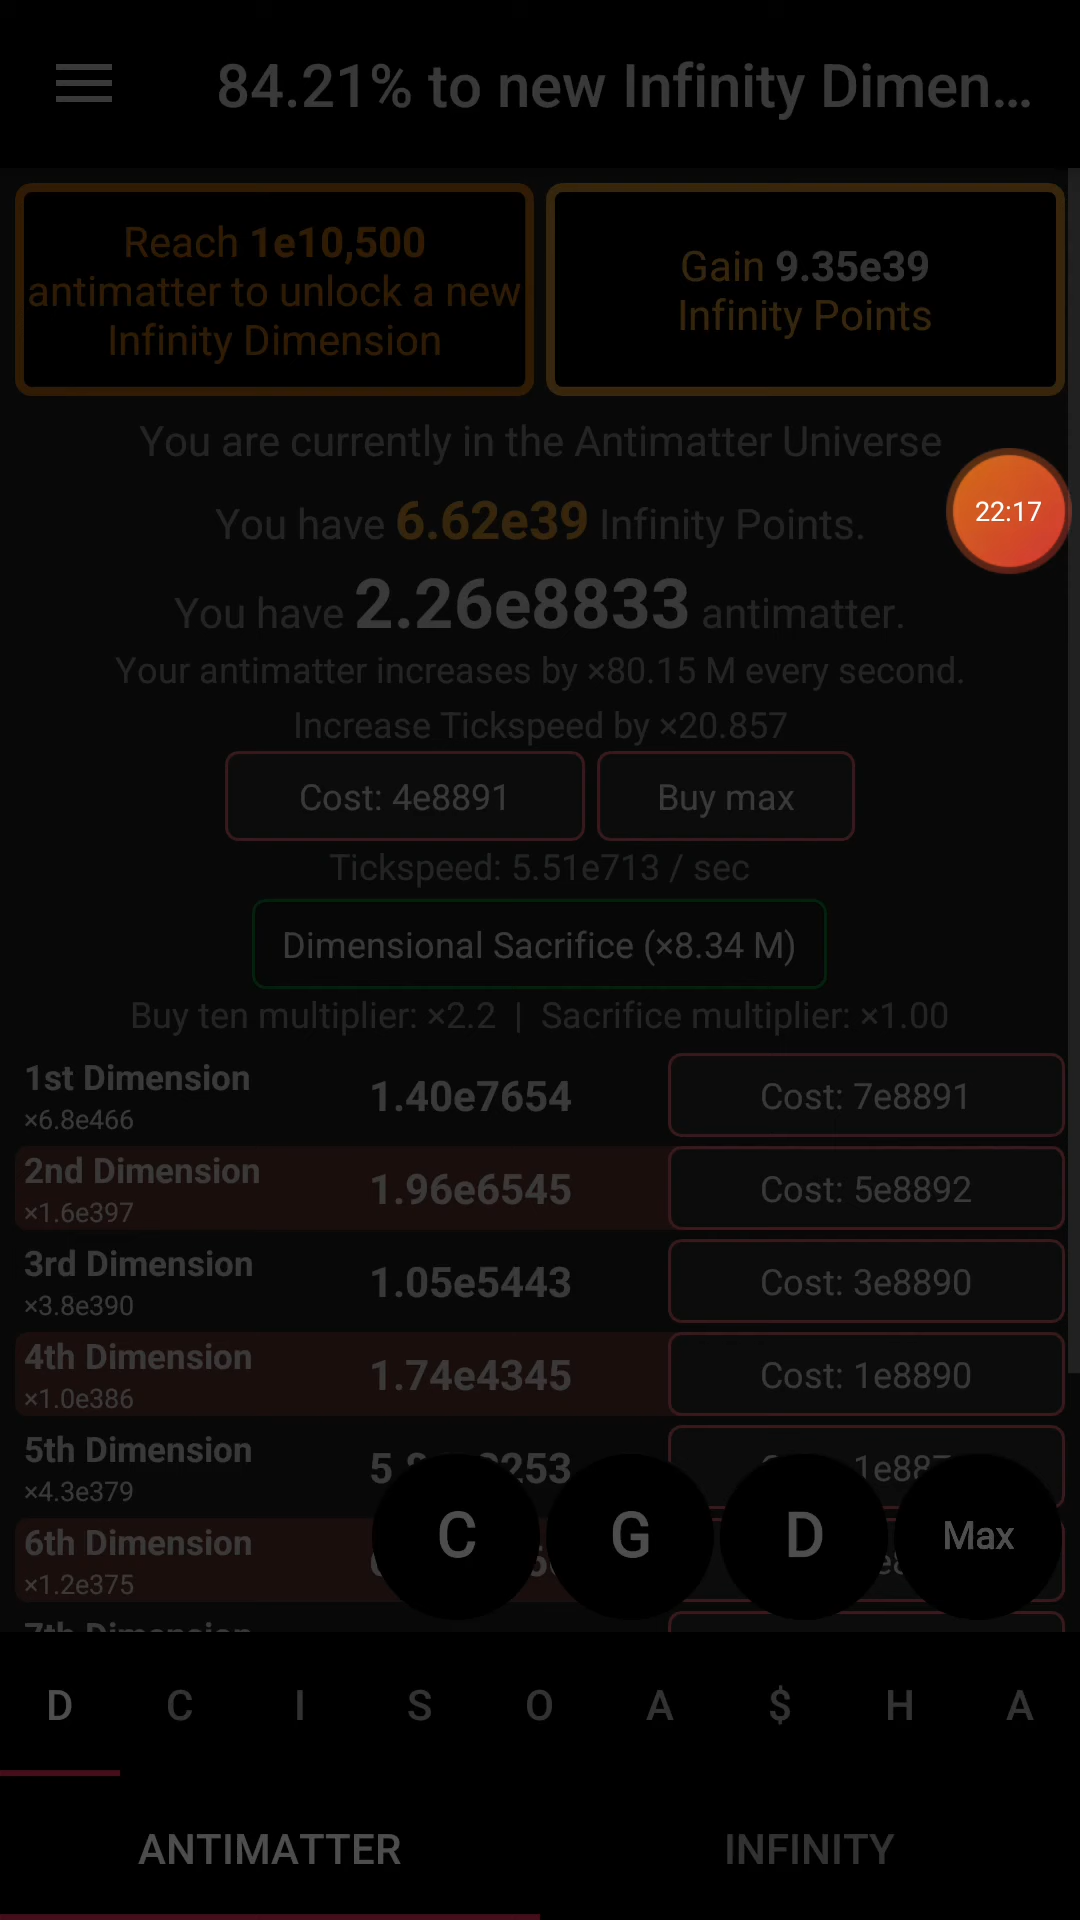 84.21% to new Infinity Dimen...
Reach 1e10,500
antimatter to unlock a new
Infinity Dimension
Gain 9.35e39
Infinity Points
You are currently in the Antimatter Universe
22:17
You have 6.62e39 Infinity Points.
You have 2.26e8833 antimatter.
Your antimatter increases by ×80.15 M every second.
Increase Tickspeed by ×20.857
Cost: 4e8891
Buy max
Tickspeed: 5.51e713 / sec
Dimensional Sacrifice (×8.34 M)
Buy ten multiplier: ×2.2 | Sacrifice multiplier: ×1.00
1st Dimension
×6.8e466
1.40e7654
Cost: 7e8891
2nd Dimension
×1.6e397
1.96e6545
Cost: 5e8892
3rd Dimension
×3.8e390
1.05e5443
Cost: 3e8890
4th Dimension
×1.0e386
1.74e4345
Cost: 1e8890
5th Dimension
×4.3e379
6th Dimension
×1.2e375
C G D Max
7th Dimension
D C I S O A $ H A
ANTIMATTER
INFINITY